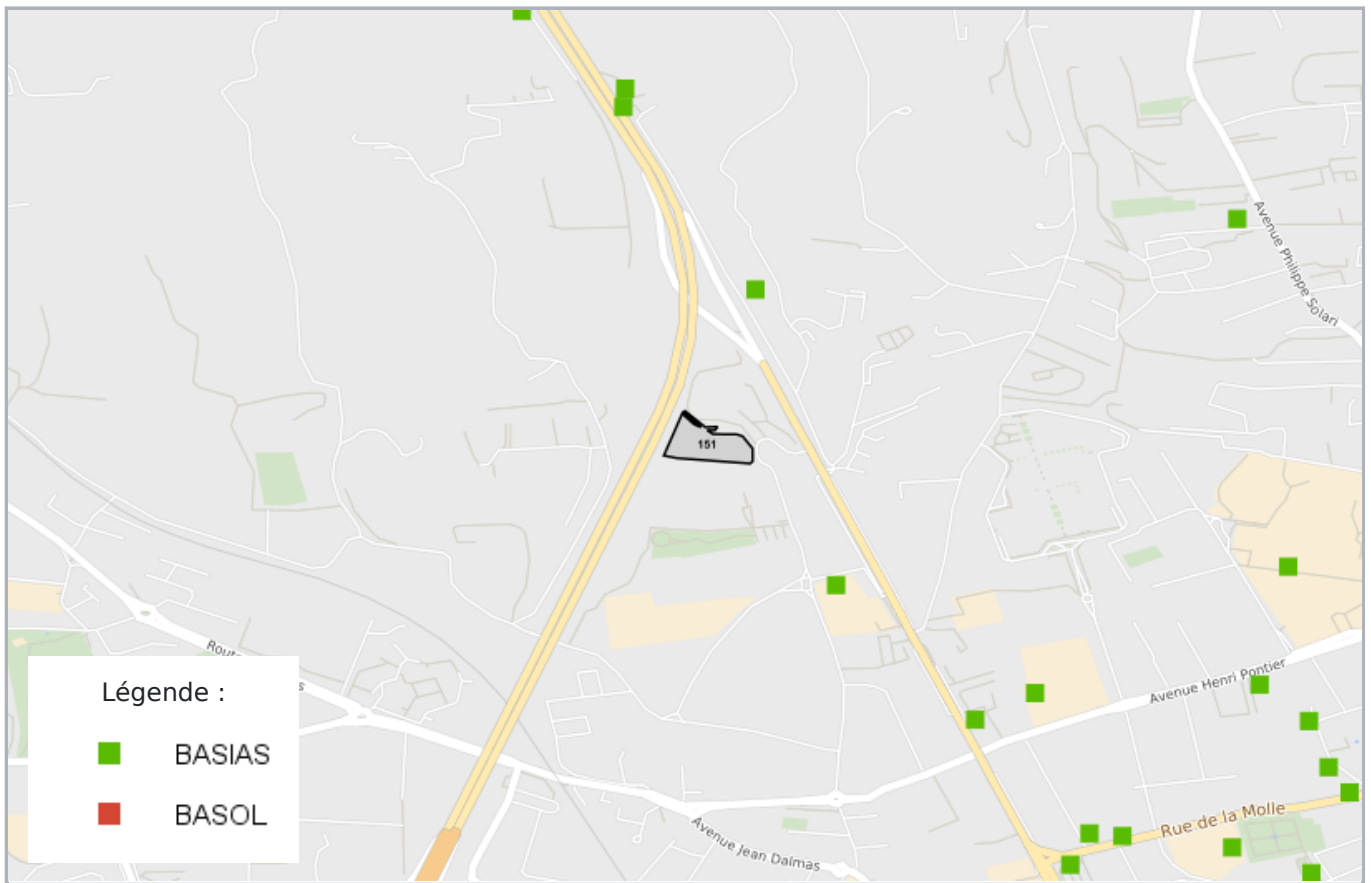 Avenue Philippe Solari
151
Avenue Henri Pontier
Rue de la Molle
Avenue Jean Dalmas
Légende :
BASIAS
BASOL